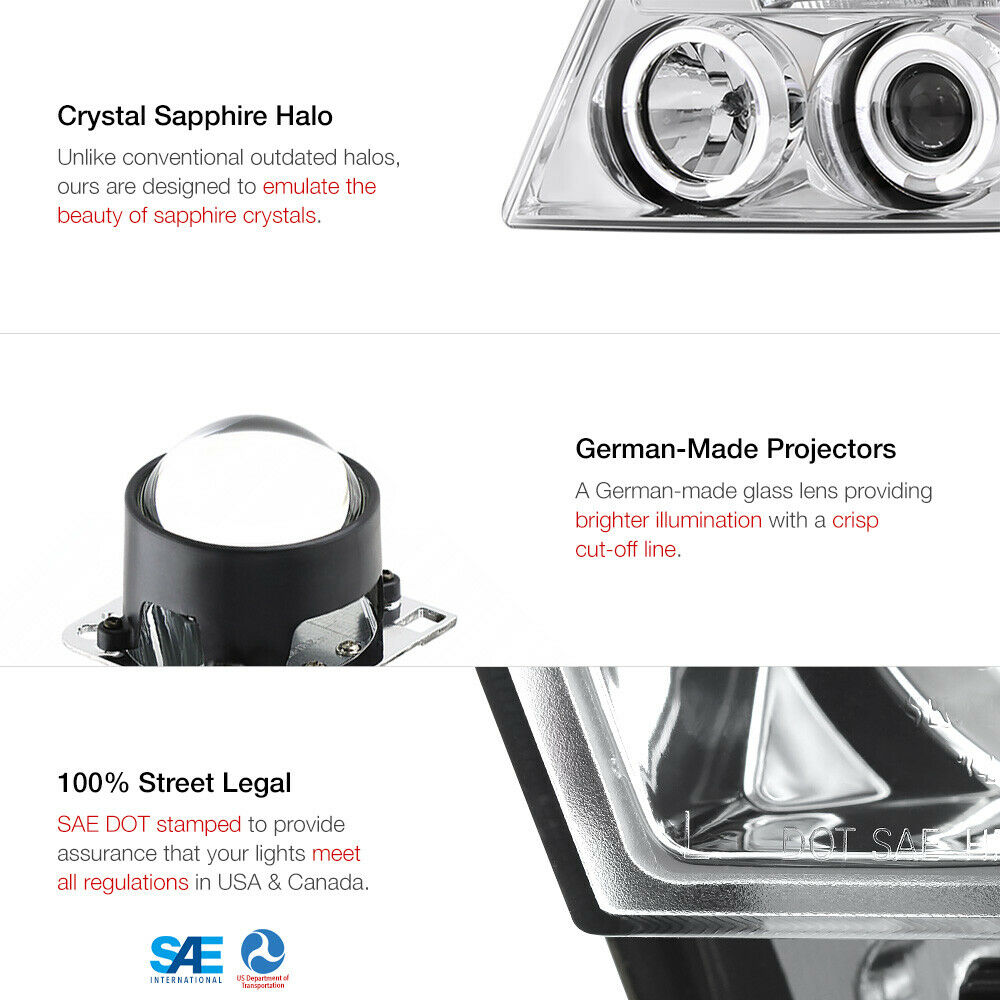 Crystal Sapphire Halo
Unlike conventional outdated halos,
ours are designed to emulate the
beauty of sapphire crystals.
German-Made Projectors
A German-made glass lens providing
brighter illumination with a crisp
cut-off line.
100% Street Legal
SAE DOT stamped to provide
assurance that your lights meet
all regulations in USA & Canada.
L DOT SAE
SAE
INTERNATIONAL
US Department of
Transportation